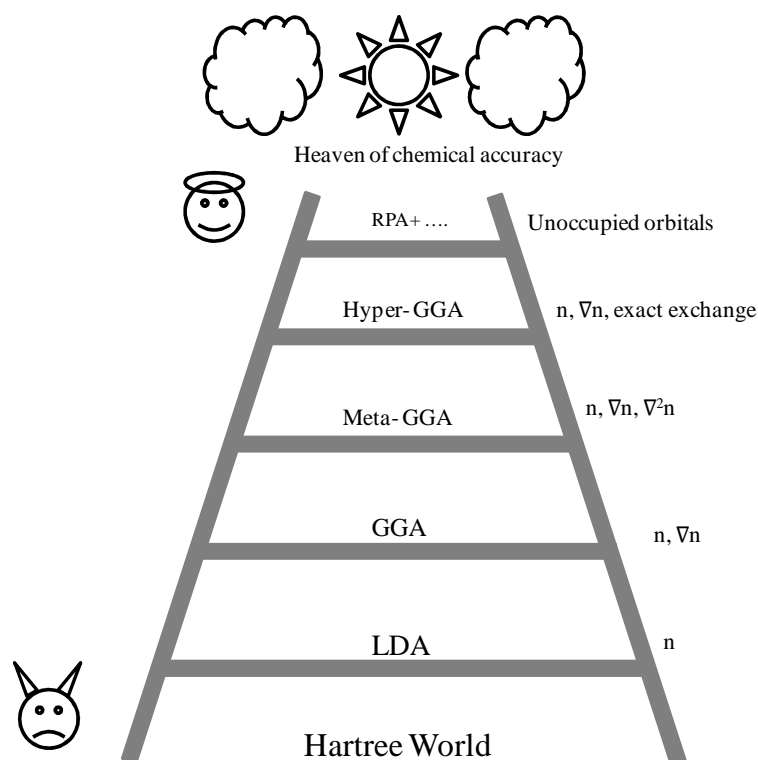 Heaven of chemical accuracy
RPA+ ....
Unoccupied orbitals
Hyper-GGA
n, ∇n, exact exchange
Meta-GGA
n, ∇n, ∇²n
GGA
n, ∇n
LDA
n
Hartree World